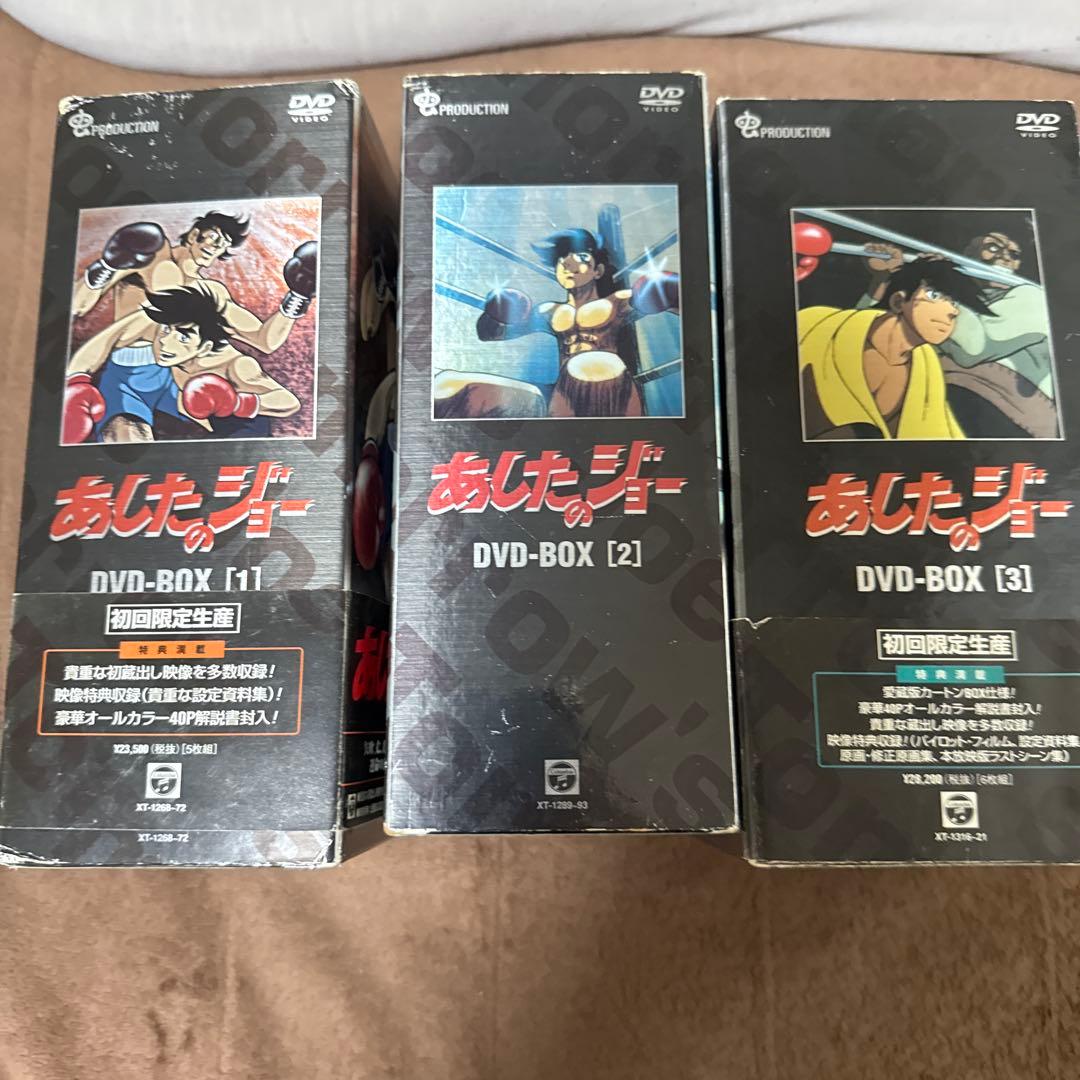 PRODUCTION
DVD
VIDEO
あしたのジョー
DVD-BOX [1]
初回限定生産
特典満載
貴重な初蔵出し映像を多数収録!
映像特典収録(貴重な設定資料集)!
豪華オールカラー40P解説書封入!
¥23,500(税抜)[5枚組]
Columbia
XT-1268~72
XT-1268~72
PRODUCTION
DVD
VIDEO
あしたのジョー
DVD-BOX [2]
Columbia
XT-1289-93
PRODUCTION
DVD
VIDEO
あしたのジョー
DVD-BOX [3]
初回限定生産
特典満載
愛蔵版カートンBOX仕様!
豪華40Pオールカラー解説書封入!
貴重な蔵出し映像を多数収録!
映像特典収録!(パイロット・フィルム、設定資料集
原画・修正原画集、本放映版ラストシーン集)
¥28,200(税抜)[6枚組]
Columbia
XT-1316-21